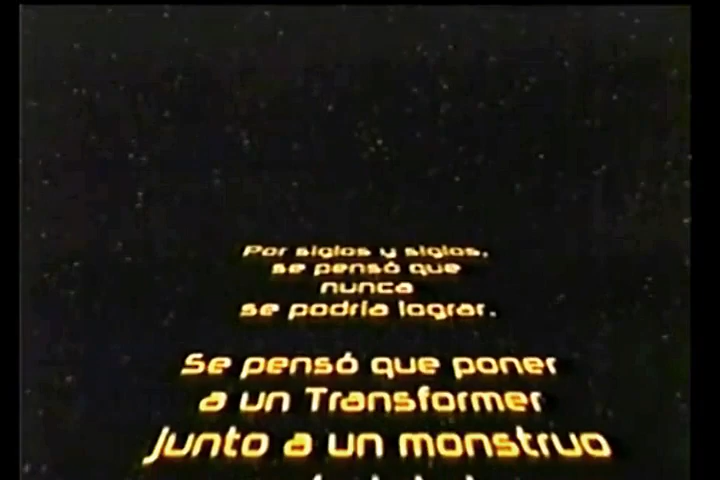 Por siglos y siglos,
se pensó que
nunca
se podría lograr.
Se pensó que poner
a un Transformer
Junto a un monstruo